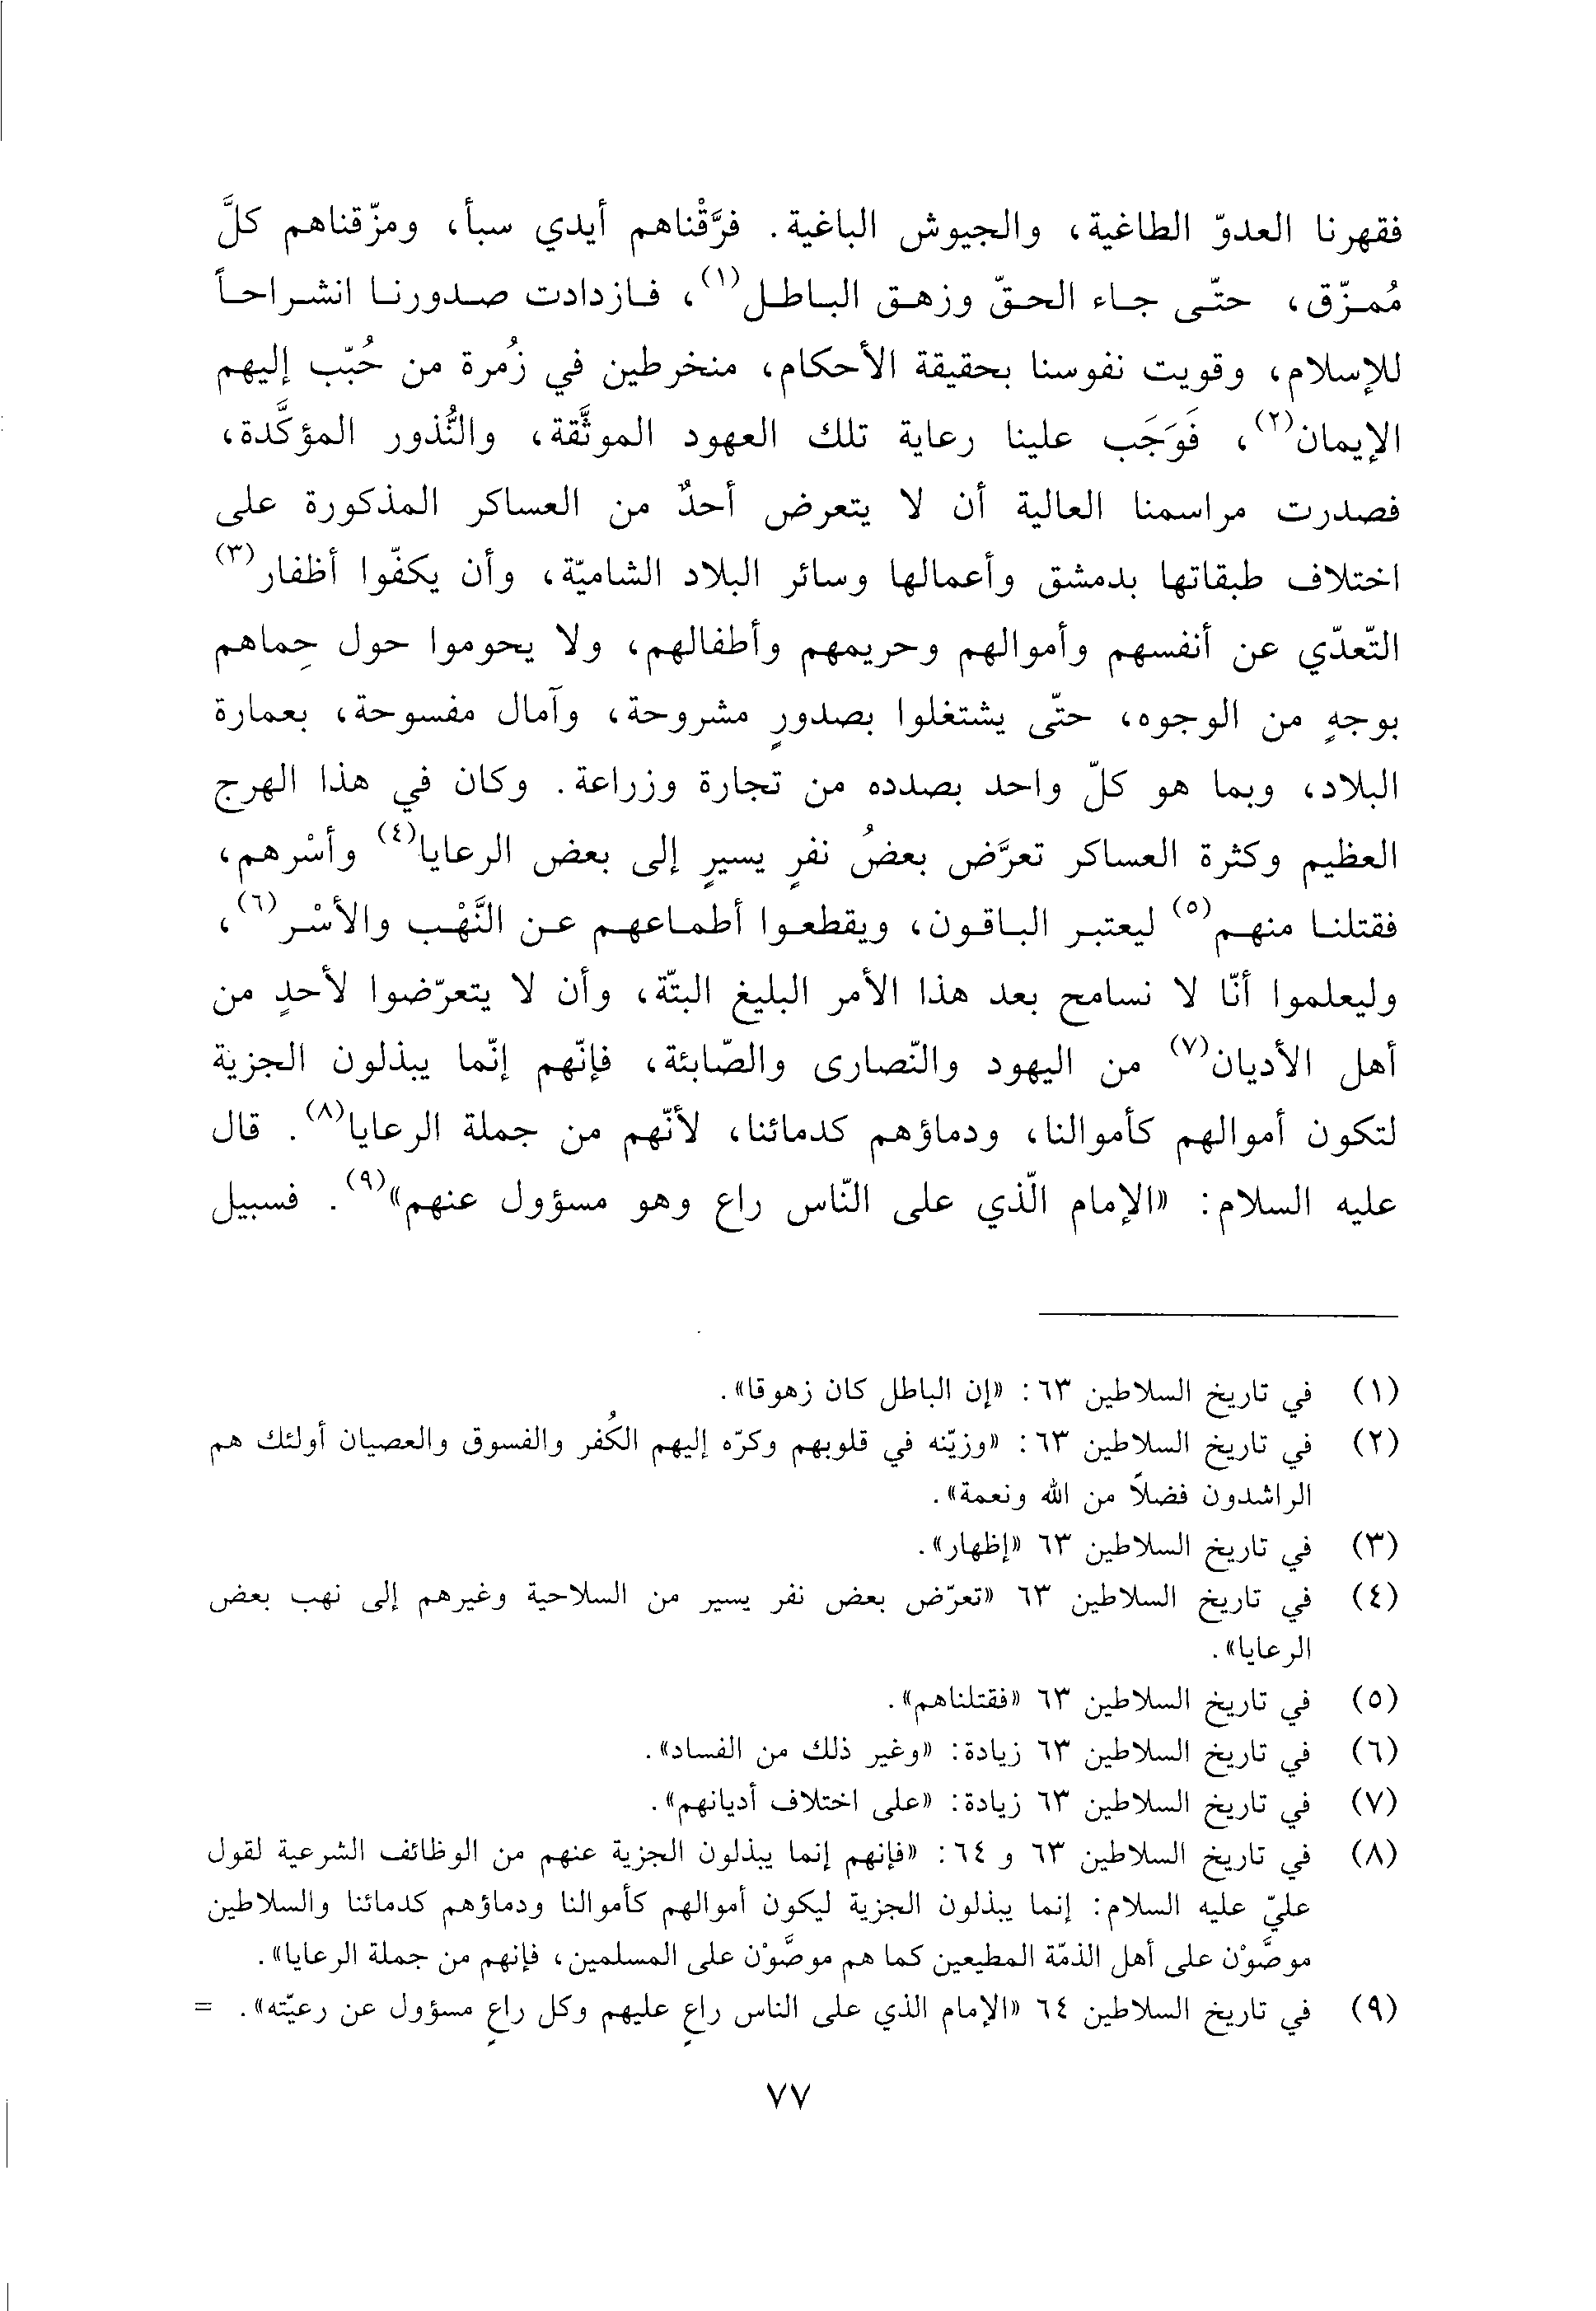 فقهرنا العدوّ الطاغية، والجيوش الباغية. فرَّقْناهم أيدي سبأ، ومزّقناهم كلَّ
مُمزّق، حتّى جاء الحقّ وزهق الباطل(١)، فازدادت صدورنا انشراحاً
للإسلام، وقويت نفوسنا بحقيقة الأحكام، منخرطين في زُمرة من حُبّب إليهم
الإيمان(٢)، فَوَجَب علينا رعاية تلك العهود الموثَّقة، والنُّذور المؤكَّدة،
فصدرت مراسمنا العالية أن لا يتعرض أحدٌ من العساكر المذكورة على
اختلاف طبقاتها بدمشق وأعمالها وسائر البلاد الشاميّة، وأن يكفّوا أظفار(٣)
التّعدّي عن أنفسهم وأموالهم وحريمهم وأطفالهم، ولا يحوموا حول حِماهم
بوجهٍ من الوجوه، حتّى يشتغلوا بصدورٍ مشروحة، وآمال مفسوحة، بعمارة
البلاد، وبما هو كلّ واحد بصدده من تجارة وزراعة. وكان في هذا الهرج
العظيم وكثرة العساكر تعرَّض بعضُ نفرٍ يسيرٍ إلى بعض الرعايا(٤) وأسْرهم،
فقتلنا منهم(٥) ليعتبر الباقون، ويقطعوا أطماعهم عن النَّهْب والأسْر(٦)،
وليعلموا أنّا لا نسامح بعد هذا الأمر البليغ البتّة، وأن لا يتعرّضوا لأحدٍ من
أهل الأديان(٧) من اليهود والنّصارى والصّابئة، فإنّهم إنّما يبذلون الجزية
لتكون أموالهم كأموالنا، ودماؤهم كدمائنا، لأنّهم من جملة الرعايا(٨). قال
عليه السلام: «الإمام الّذي على النّاس راع وهو مسؤول عنهم»(٩). فسبيل
(١) في تاريخ السلاطين ٦٣: «إن الباطل كان زهوقا».
(٢) في تاريخ السلاطين ٦٣: «وزيّنه في قلوبهم وكرّه إليهم الكُفر والفسوق والعصيان أولئك هم
الراشدون فضلاً من الله ونعمة».
(٣) في تاريخ السلاطين ٦٣ «إظهار».
(٤) في تاريخ السلاطين ٦٣ «تعرّض بعض نفر يسير من السلاحية وغيرهم إلى نهب بعض
الرعايا».
(٥) في تاريخ السلاطين ٦٣ «فقتلناهم».
(٦) في تاريخ السلاطين ٦٣ زيادة: «وغير ذلك من الفساد».
(٧) في تاريخ السلاطين ٦٣ زيادة: «على اختلاف أديانهم».
(٨) في تاريخ السلاطين ٦٣ و ٦٤: «فإنهم إنما يبذلون الجزية عنهم من الوظائف الشرعية لقول
عليّ عليه السلام: إنما يبذلون الجزية ليكون أموالهم كأموالنا ودماؤهم كدمائنا والسلاطين
موصَّوْن على أهل الذمّة المطيعين كما هم موصَّوْن على المسلمين، فإنهم من جملة الرعايا».
(٩) في تاريخ السلاطين ٦٤ «الإمام الذي على الناس راعٍ عليهم وكل راعٍ مسؤول عن رعيّته». =
٧٧